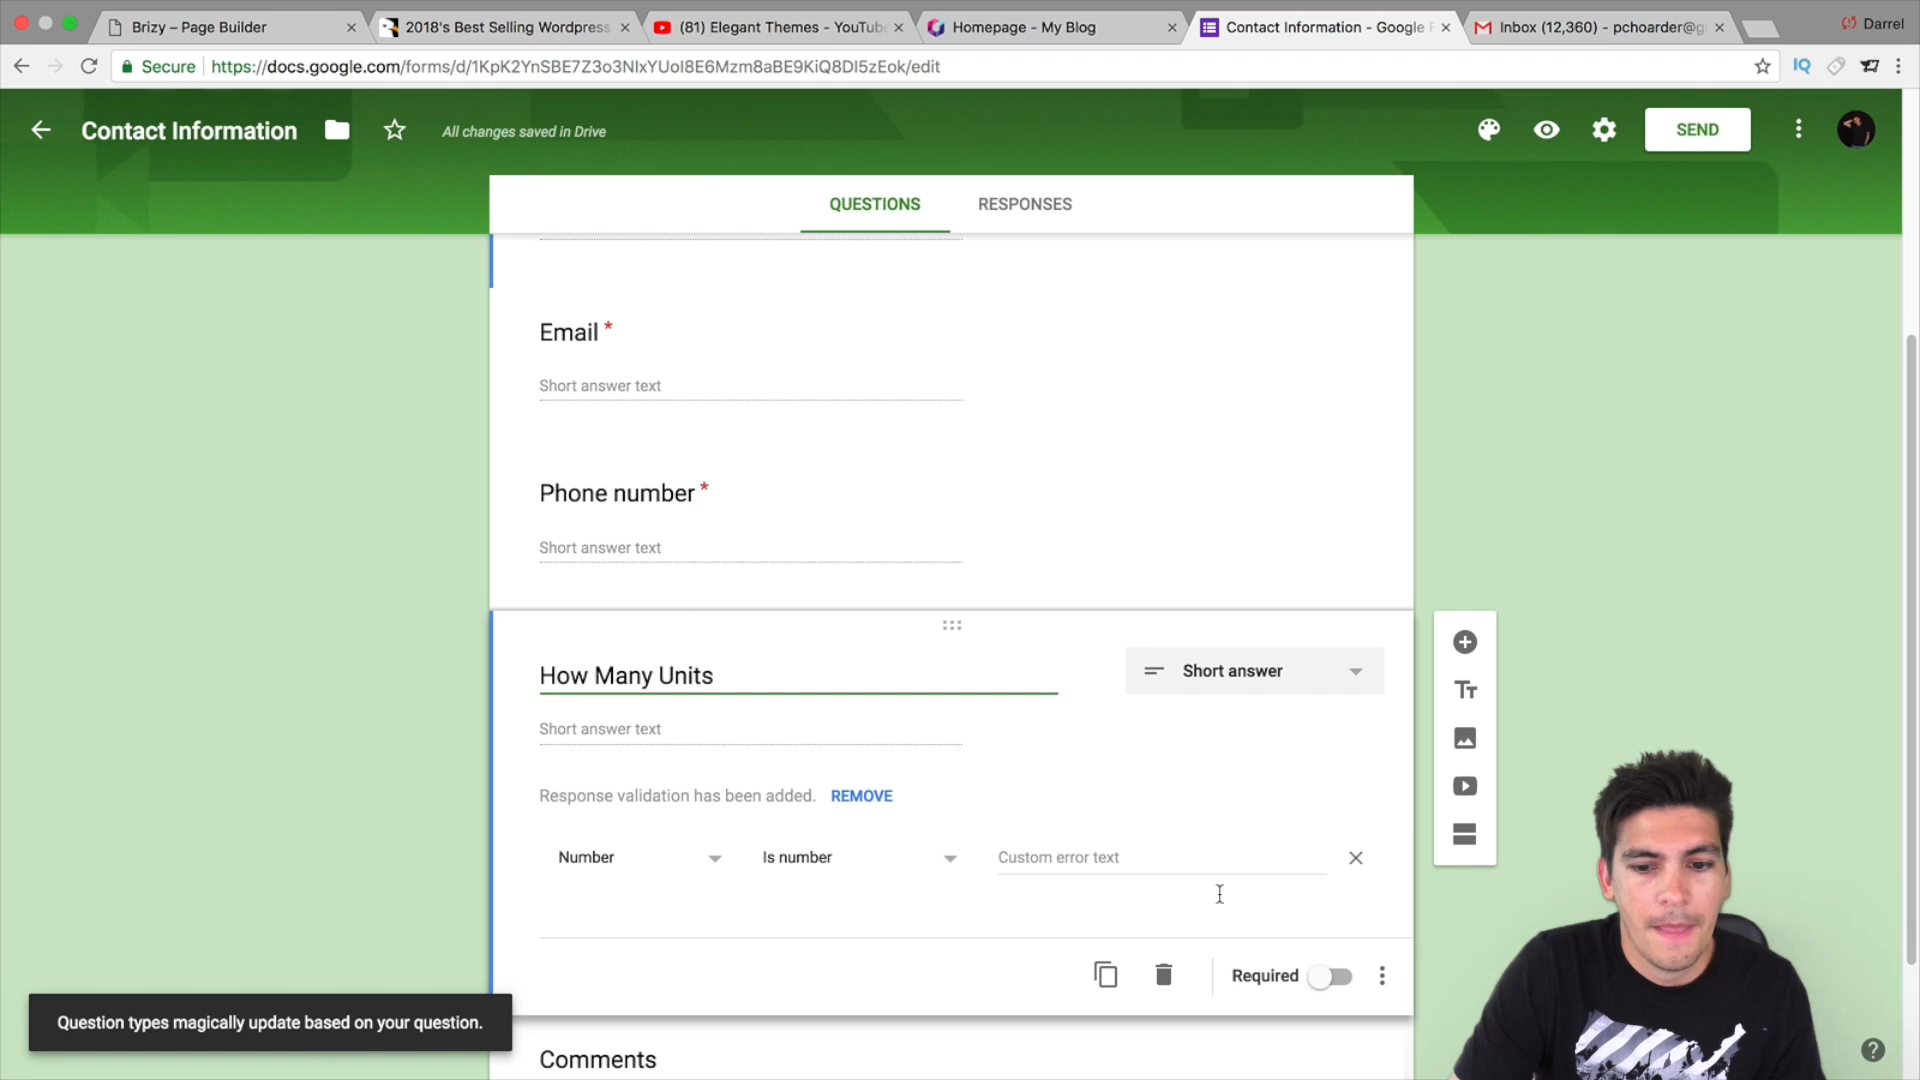 Brizy – Page Builder
2018's Best Selling Wordpress
(81) Elegant Themes - YouTube
Homepage - My Blog
Contact Information - Google F
Inbox (12,360) - pchoarder@g
Darrel
Secure
https://docs.google.com/forms/d/1KpK2YnSBE7Z3o3NIxYUoI8E6Mzm8aBE9KiQ8DI5zEok/edit
IQ
Contact Information
All changes saved in Drive
SEND
QUESTIONS
RESPONSES
Email *
Short answer text
Phone number *
Short answer text
How Many Units
Short answer
Short answer text
Response validation has been added. REMOVE
Number
Is number
Custom error text
Required
Question types magically update based on your question.
Comments